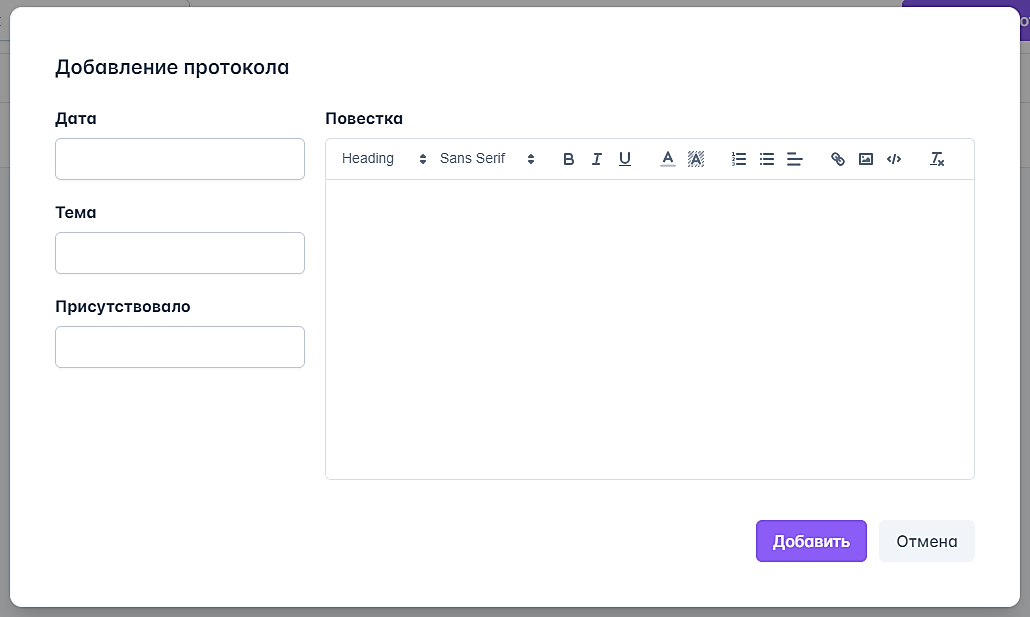 Добавление протокола
Дата
Тема
Присутствовало
Повестка
Heading Sans Serif B I U A A
Добавить Отмена